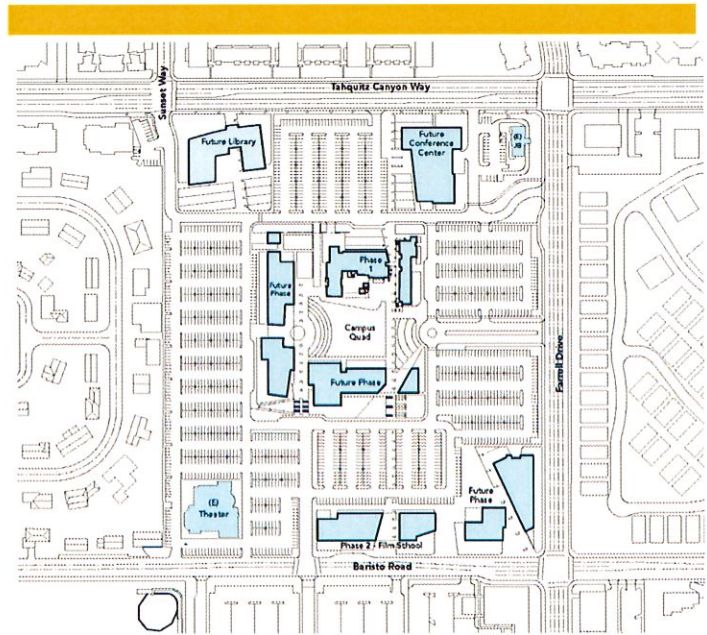 Tahquitz Canyon Way
Sunset Way
Future Library
Future
Conference
Center
(E)
JB
Phase
1
Future
Phase
Campus
Quad
Farrell Drive
Future Phase
(E)
Theater
Future
Phase
Phase 2 - Film School
Baristo Road